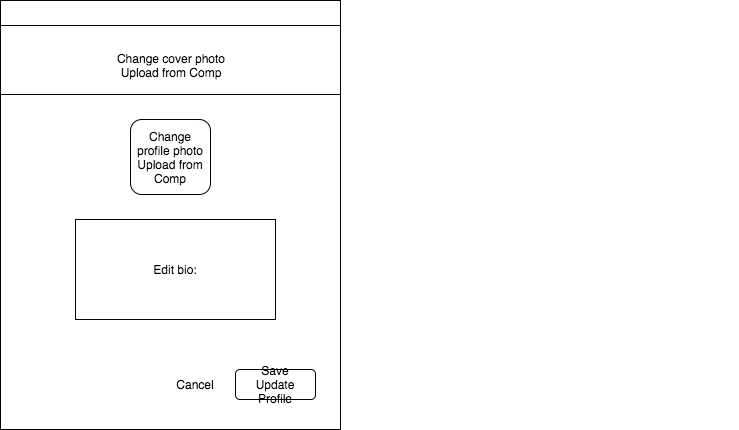 Change cover photo
Upload from Comp
Change
profile photo
Upload from
Comp
Edit bio:
Cancel
Save
Update
Profile